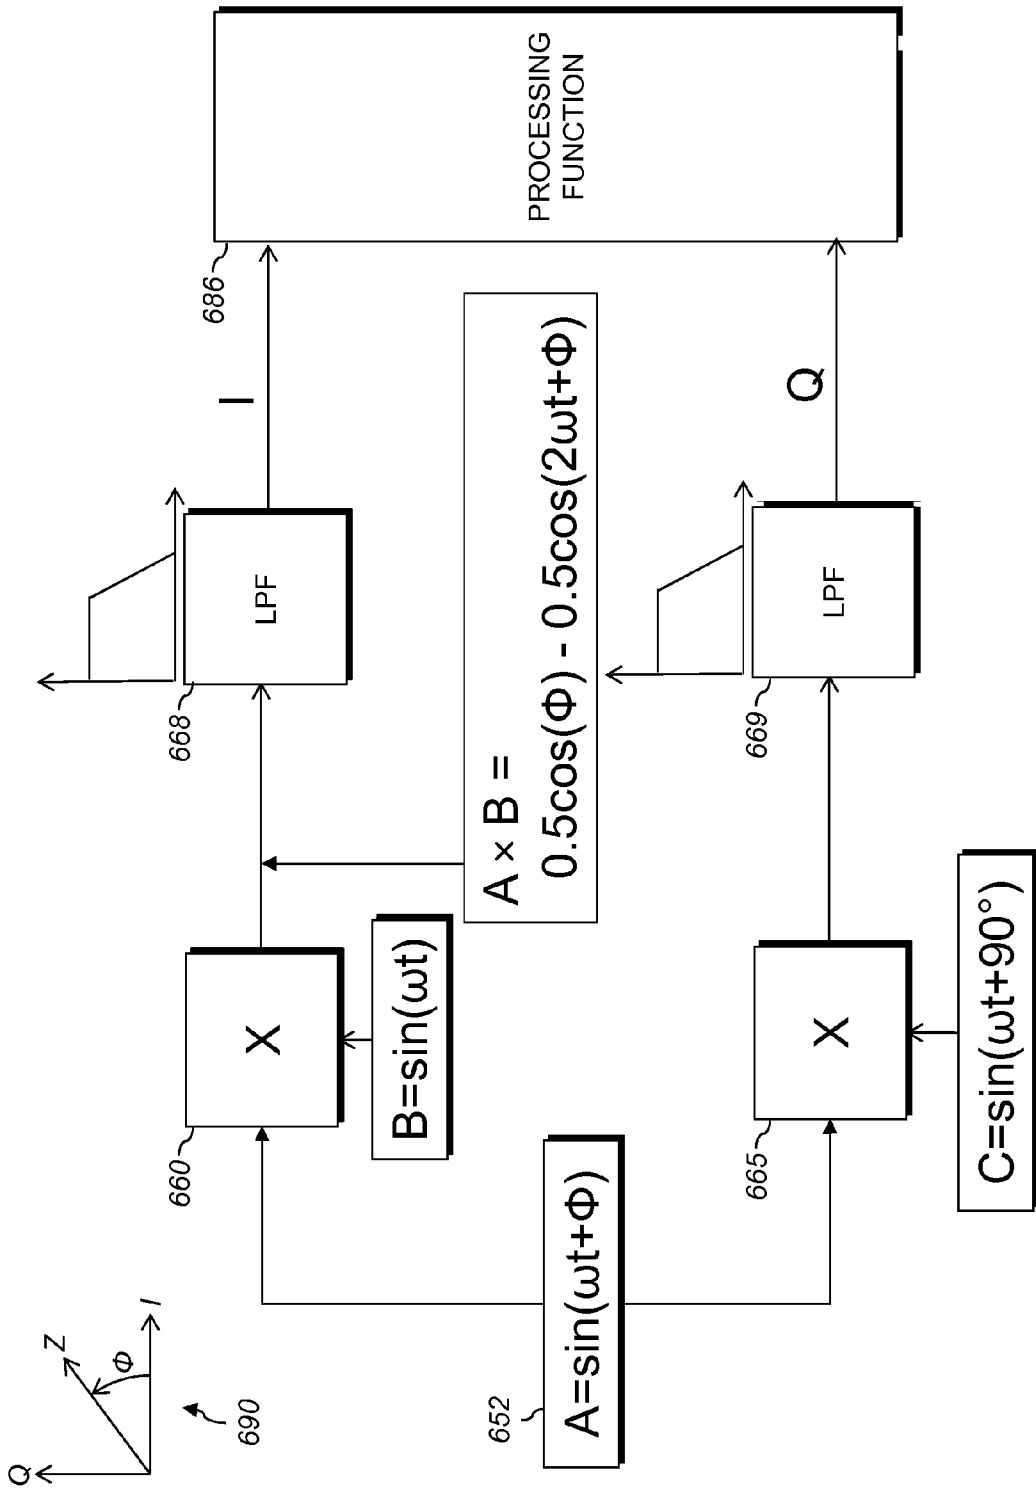 Q
Z
Φ
I
690
652
A=sin(ωt+Φ)
660
X
B=sin(ωt)
A × B =
0.5cos(Φ) - 0.5cos(2ωt+Φ)
668
LPF
I
686
PROCESSING
FUNCTION
665
X
C=sin(ωt+90°)
669
LPF
Q